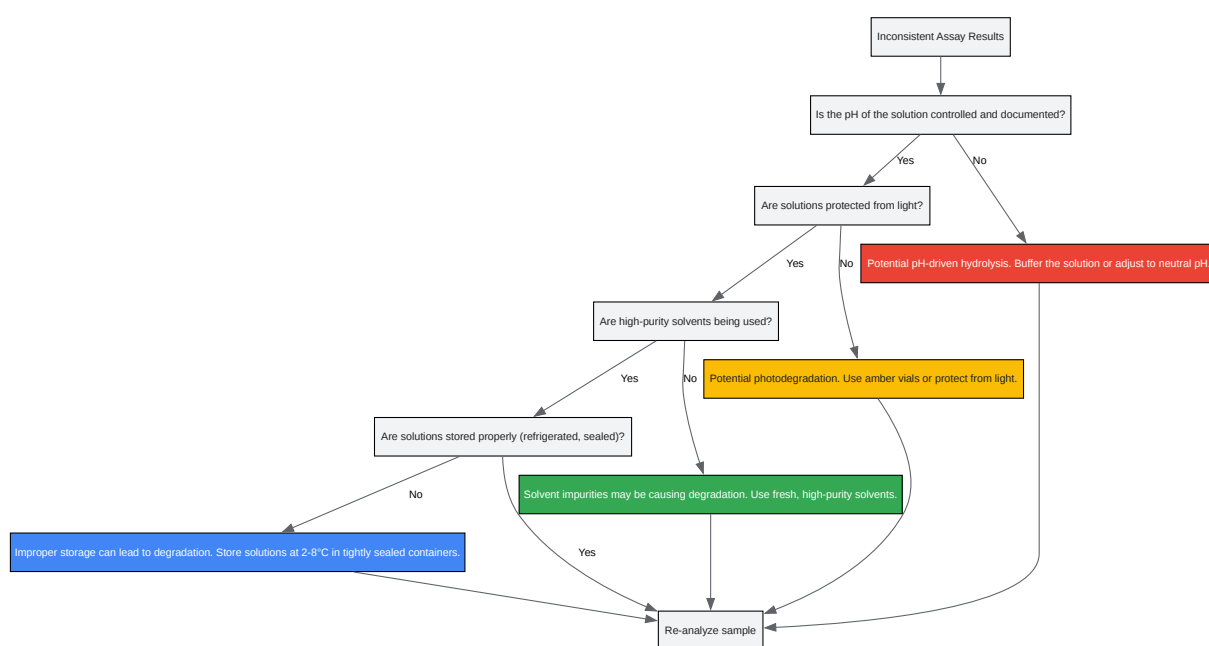 Inconsistent Assay Results
Is the pH of the solution controlled and documented?
Yes
No
Are solutions protected from light?
Yes
No
Potential pH-driven hydrolysis. Buffer the solution or adjust to neutral pH.
Are high-purity solvents being used?
Yes
No
Potential photodegradation. Use amber vials or protect from light.
Are solutions stored properly (refrigerated, sealed)?
No
Solvent impurities may be causing degradation. Use fresh, high-purity solvents.
Improper storage can lead to degradation. Store solutions at 2-8°C in tightly sealed containers.
Yes
Re-analyze sample